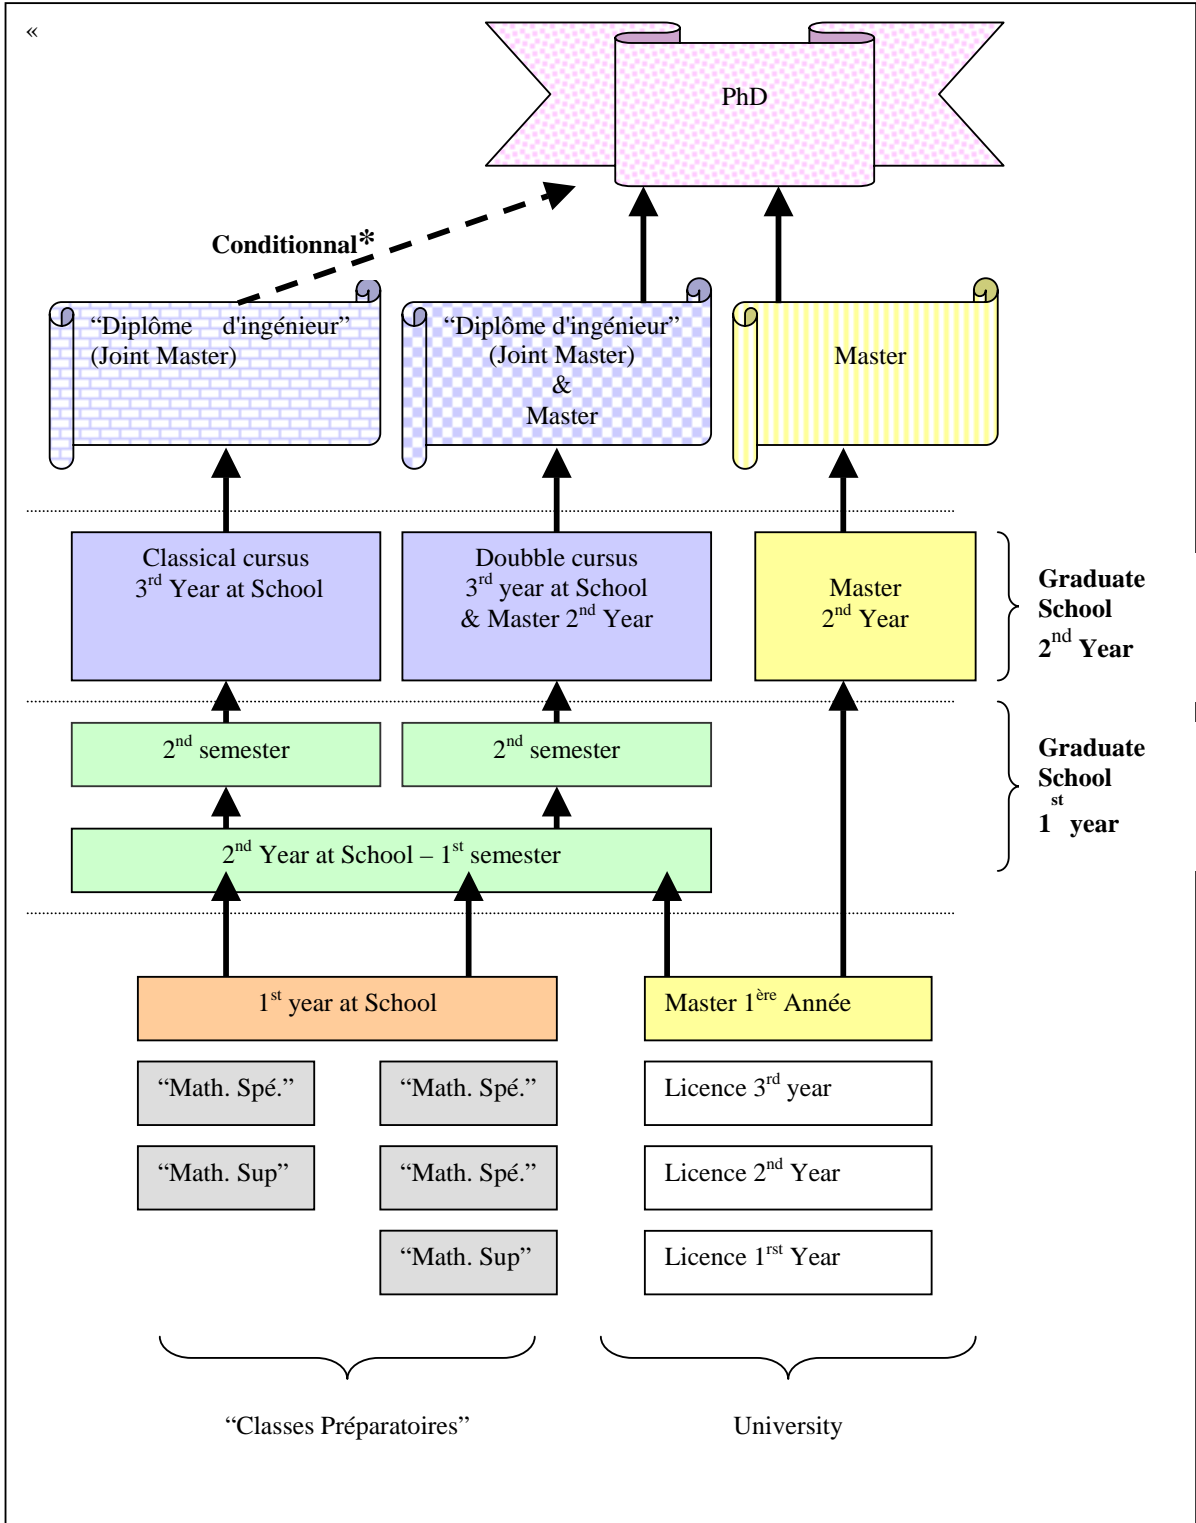 «
PhD
Conditionnal*
“Diplôme d'ingénieur”
(Joint Master)
“Diplôme d'ingénieur”
(Joint Master)
&
Master
Master
Classical cursus
3rd Year at School
Doubble cursus
3rd year at School
& Master 2nd Year
Master
2nd Year
Graduate
School
2nd Year
2nd semester
2nd semester
Graduate
School
1st year
2nd Year at School – 1st semester
1st year at School
Master 1ère Année
“Math. Spé.”
“Math. Spé.”
Licence 3rd year
“Math. Sup”
“Math. Spé.”
Licence 2nd Year
“Math. Sup”
Licence 1rst Year
“Classes Préparatoires”
University